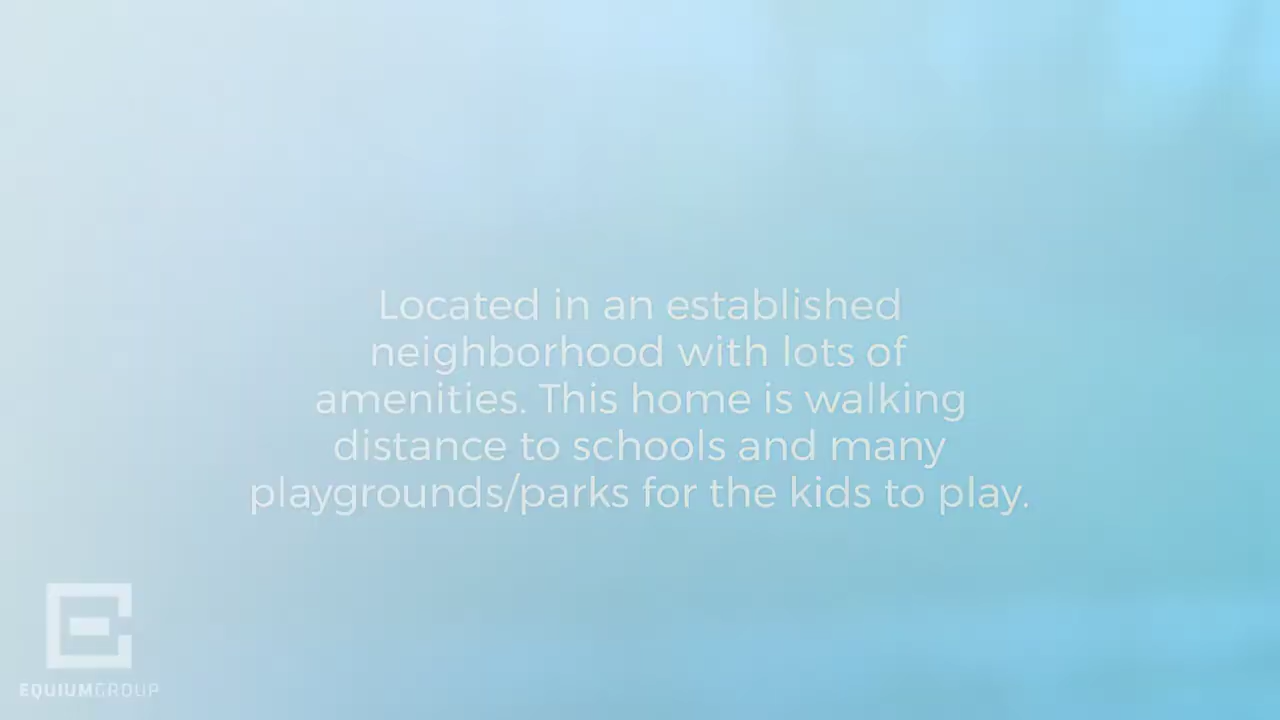 Located in an established
neighborhood with lots of
amenities. This home is walking
distance to schools and many
playgrounds/parks for the kids to play.
EQUIUMGROUP